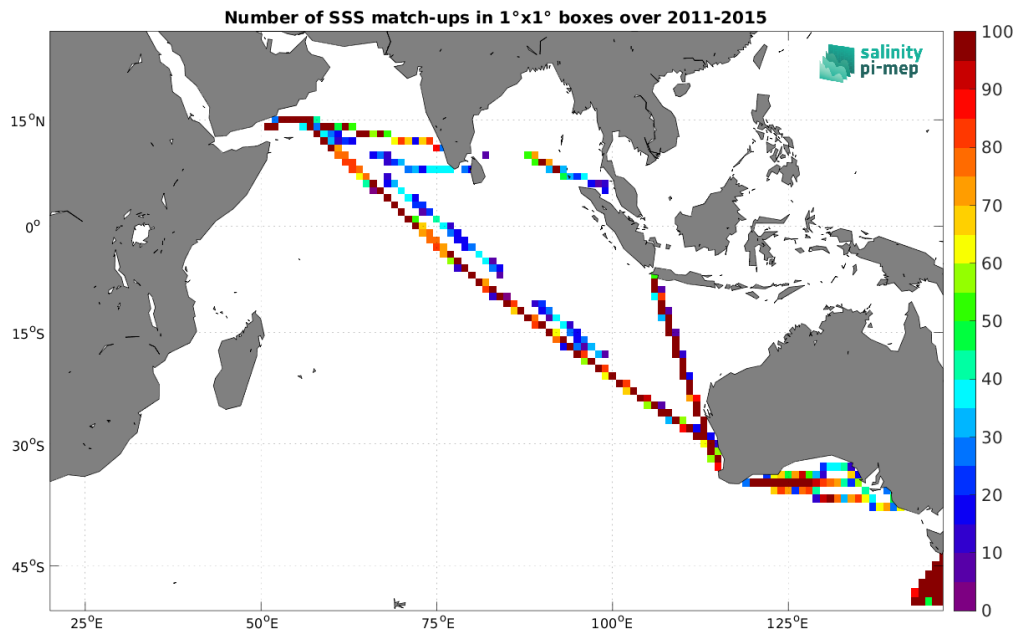 Number of SSS match-ups in 1°x1° boxes over 2011-2015
salinity
pi-mep
15°N
0°
15°S
30°S
45°S
25°E
50°E
75°E
100°E
125°E
100
90
80
70
60
50
40
30
20
10
0